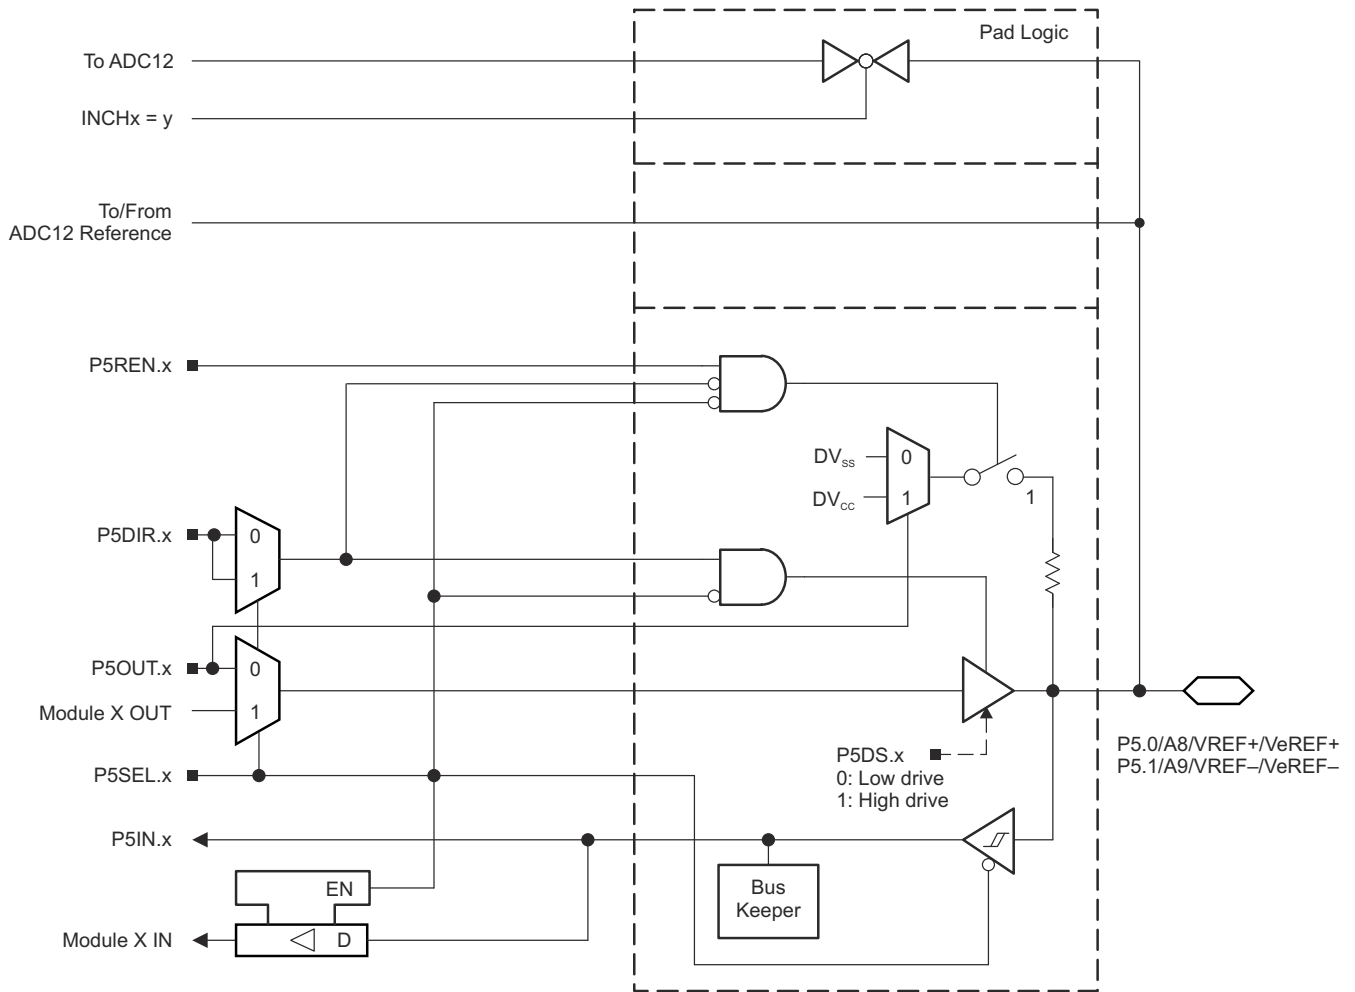 Pad Logic
To ADC12
INCHx = y
To/From
ADC12 Reference
P5REN.x
DVSS
0
DVCC
1
1
P5DIR.x
0
1
P5OUT.x
0
Module X OUT
1
P5SEL.x
P5DS.x
0: Low drive
1: High drive
P5.0/A8/VREF+/VeREF+
P5.1/A9/VREF–/VeREF–
P5IN.x
Bus
Keeper
EN
Module X IN
D